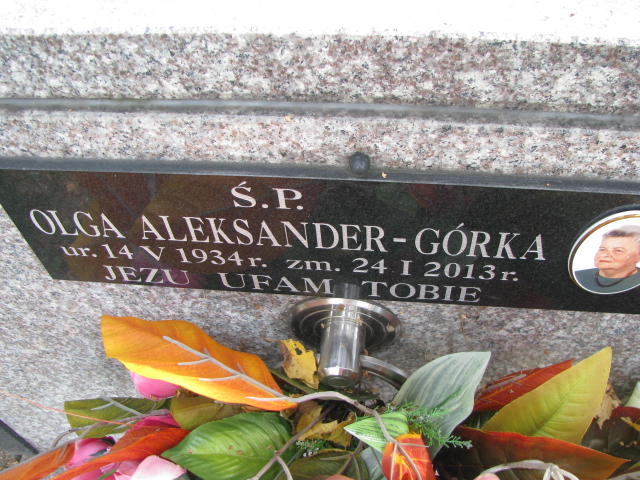 Ś.P.
OLGA ALEKSANDER-GÓRKA
ur. 14 V 1934 r. zm. 24 I 2013 r.
JEZU UFAM TOBIE